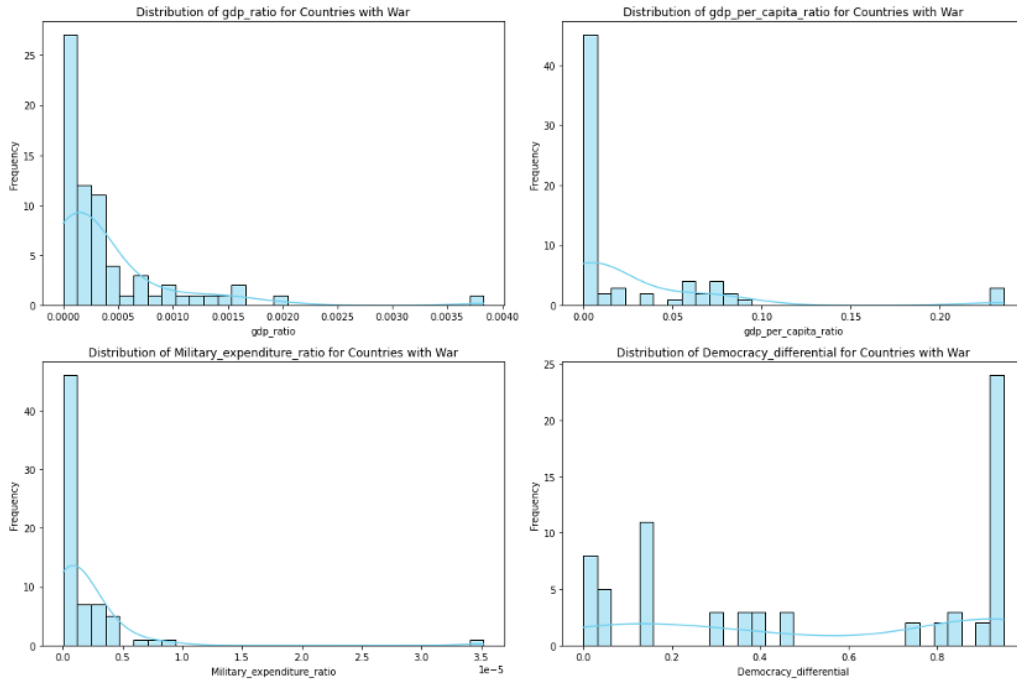 Distribution of gdp_ratio for Countries with War
Frequency
25
20
15
10
5
0
0.0000 0.0005 0.0010 0.0015 0.0020 0.0025 0.0030 0.0035 0.0040
gdp_ratio
Distribution of gdp_per_capita_ratio for Countries with War
Frequency
40
30
20
10
0
0.00 0.05 0.10 0.15 0.20
gdp_per_capita_ratio
Distribution of Military_expenditure_ratio for Countries with War
Frequency
40
30
20
10
0
0.0 0.5 1.0 1.5 2.0 2.5 3.0 3.5
1e-5
Military_expenditure_ratio
Distribution of Democracy_differential for Countries with War
Frequency
25
20
15
10
5
0
0.0 0.2 0.4 0.6 0.8
Democracy_differential